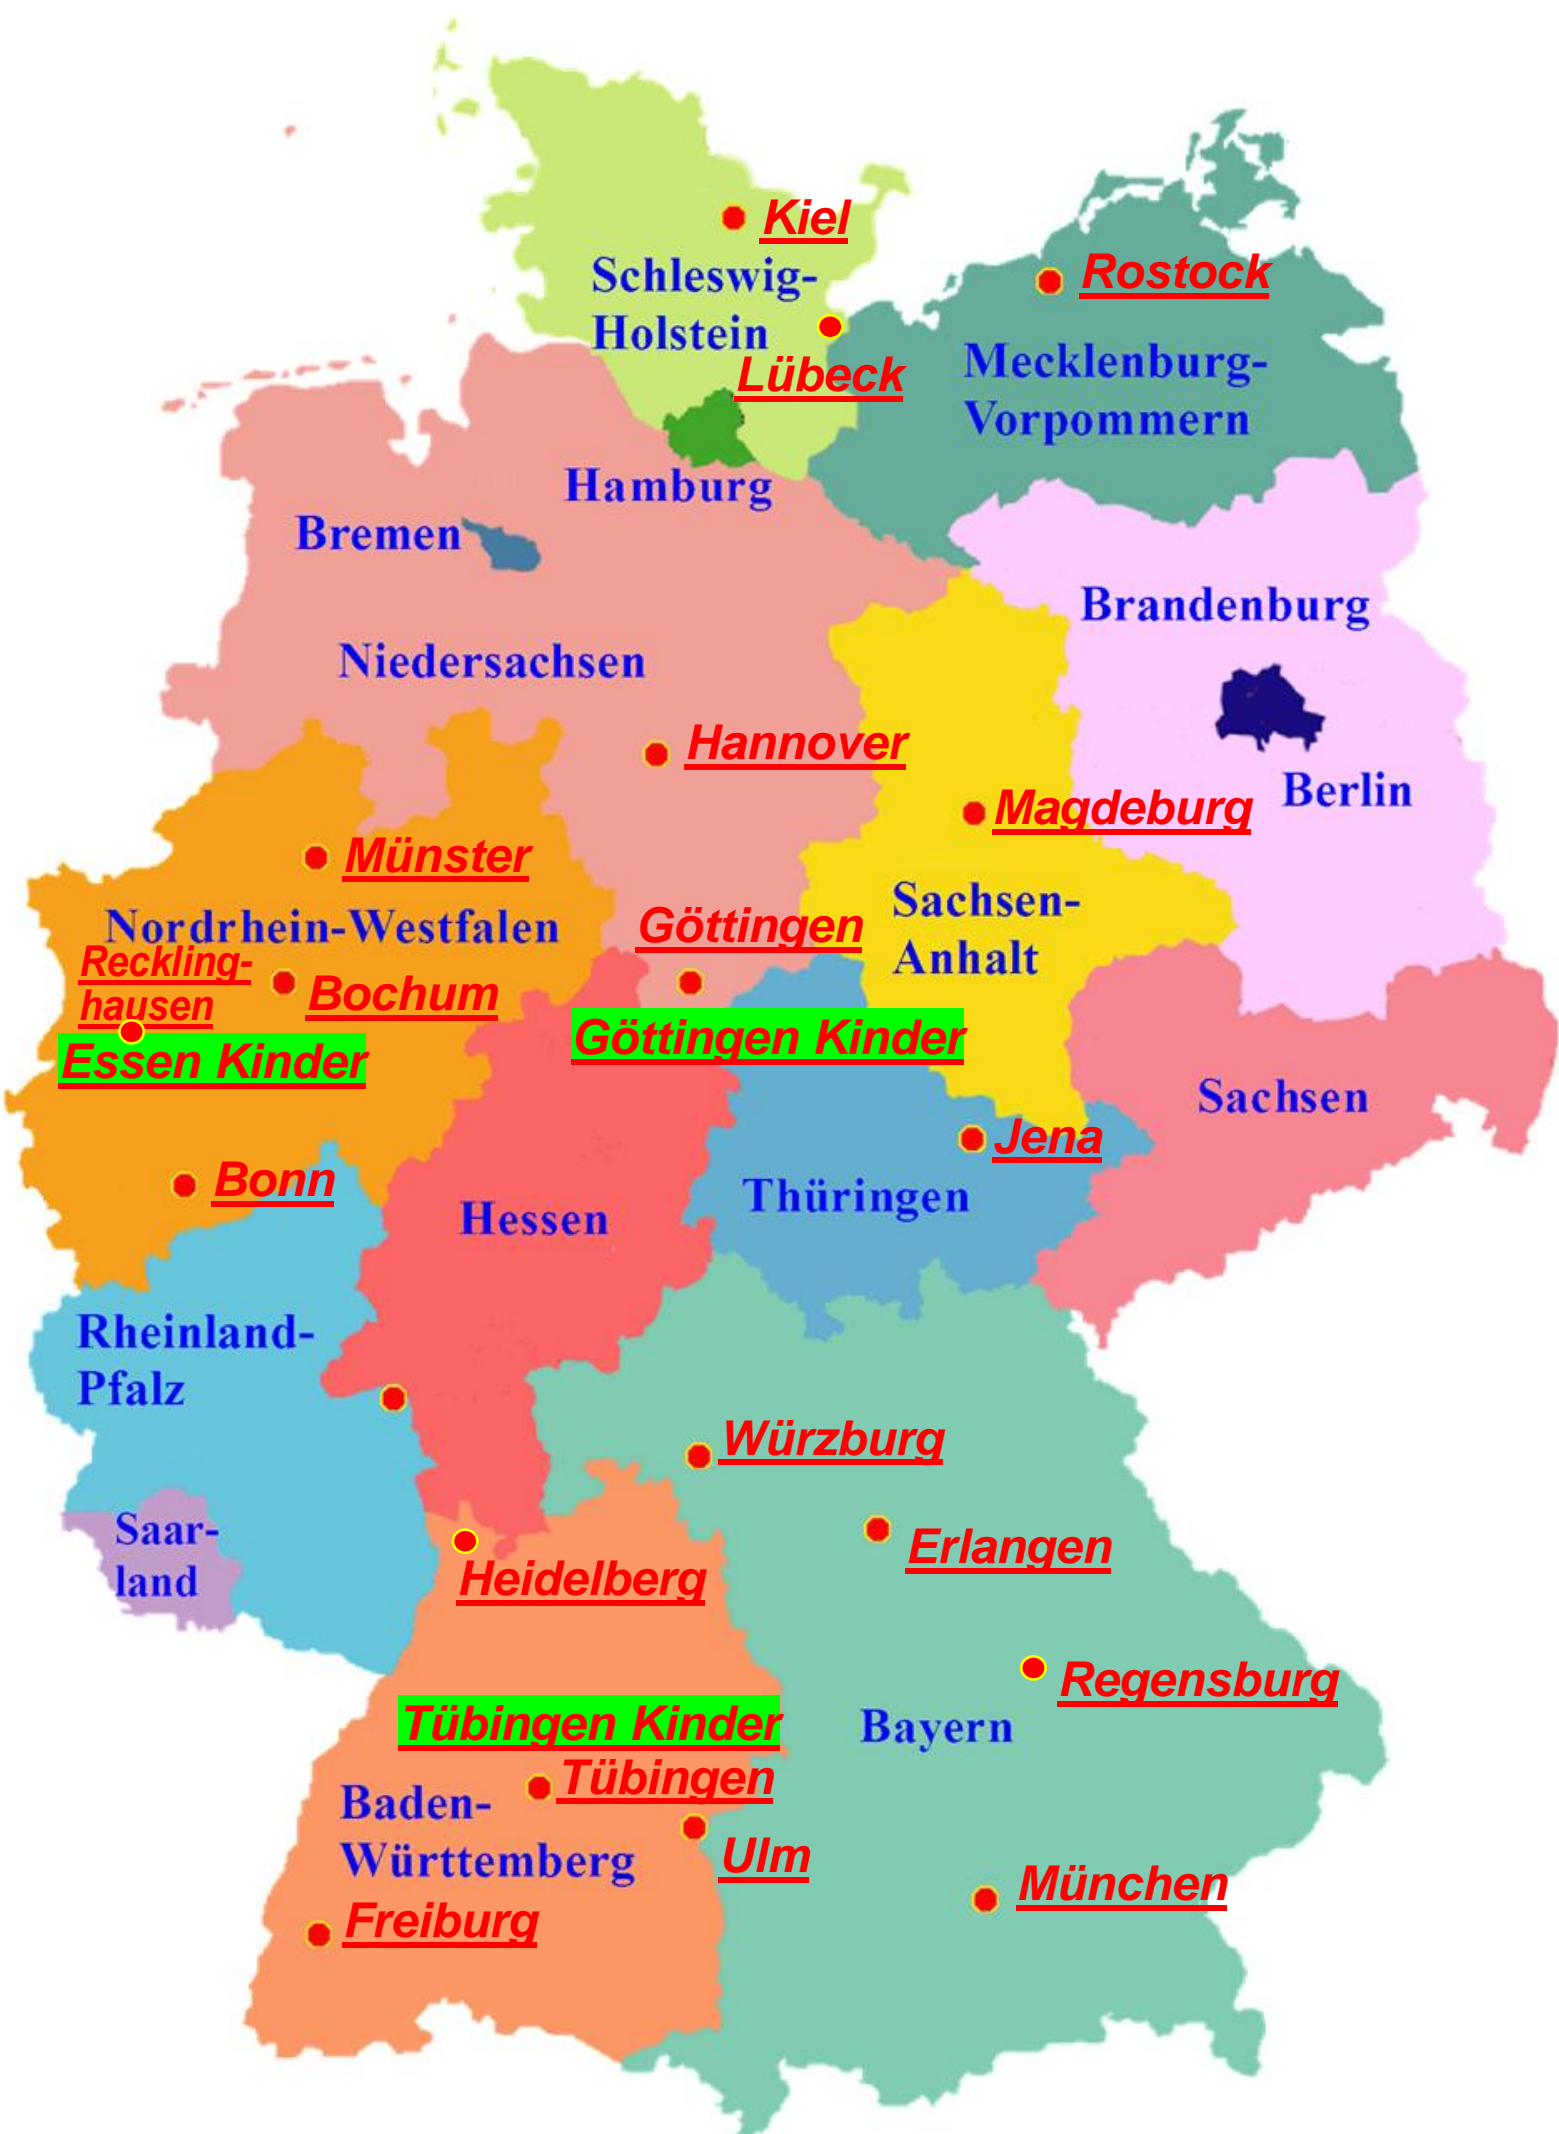 Kiel
Schleswig-
Holstein
Rostock
Lübeck
Mecklenburg-
Vorpommern
Hamburg
Bremen
Brandenburg
Niedersachsen
Hannover
Berlin
Magdeburg
Münster
Sachsen-
Anhalt
Nordrhein-Westfalen
Göttingen
Reckling-
hausen
Bochum
Göttingen Kinder
Essen Kinder
Sachsen
Jena
Bonn
Thüringen
Hessen
Rheinland-
Pfalz
Würzburg
Saar-
land
Erlangen
Heidelberg
Regensburg
Tübingen Kinder
Bayern
Tübingen
Baden-
Württemberg
Ulm
München
Freiburg